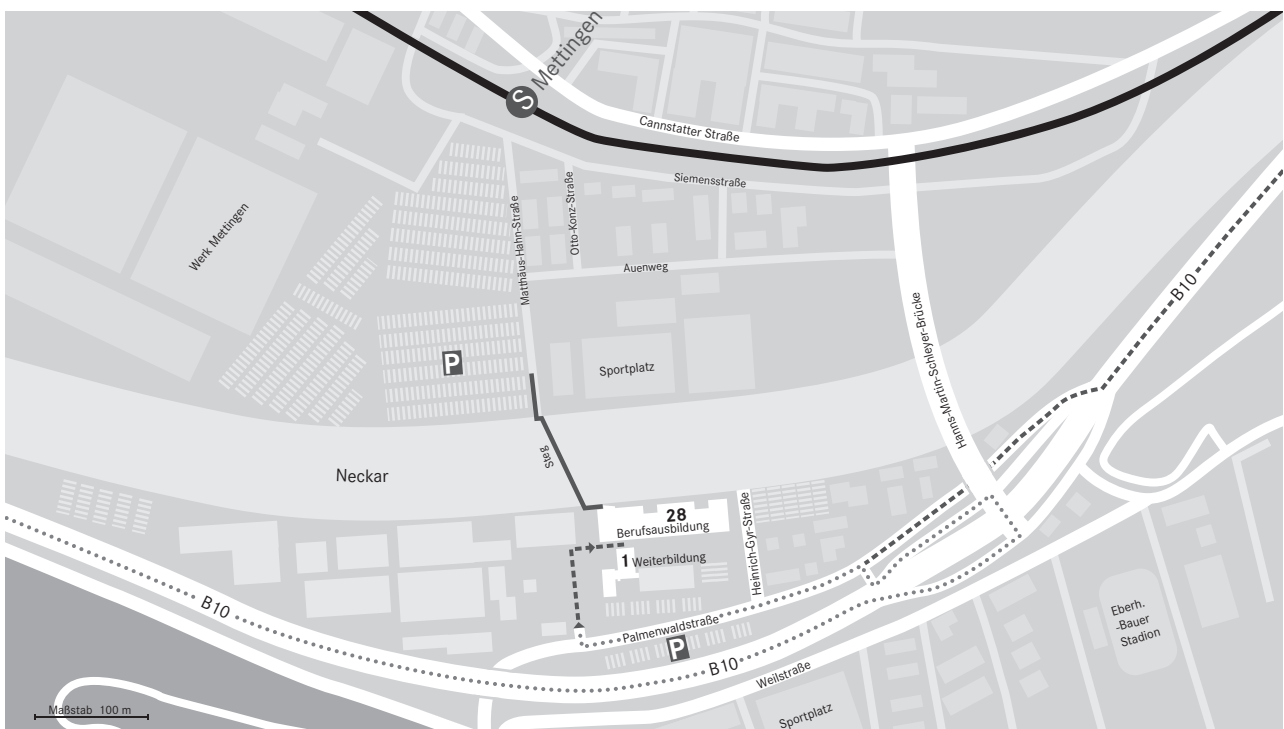 S Mettingen
Cannstatter Straße
Siemensstraße
Otto-Konz-Straße
Matthäus-Hahn-Straße
Werk Mettingen
Auenweg
B10
Hanns-Martin-Schleyer-Brücke
P
Sportplatz
Steg
Neckar
28
Berufsausbildung
1 Weiterbildung
Heinrich-Gyr-Straße
B10
Palmenwaldstraße
P
B10
Weilstraße
Eberh.
-Bauer
Stadion
Maßstab 100 m
Sportplatz